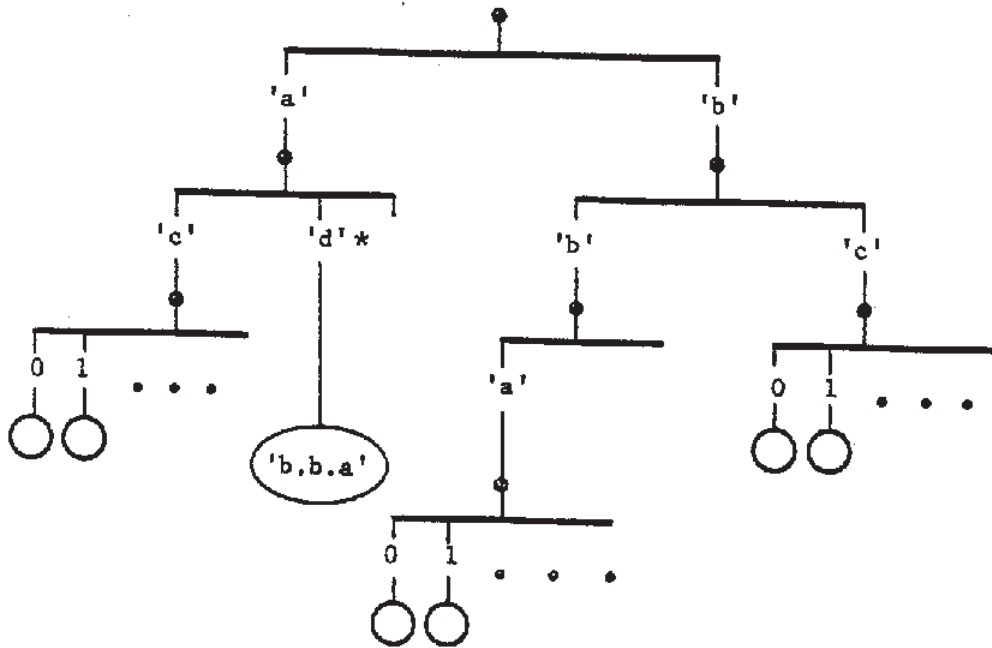 'a' 'b'
'c' 'd'* 'b' 'c'
0 1 . . . 'a' 0 1 . . .
'b.b.a'
0 1 . . .